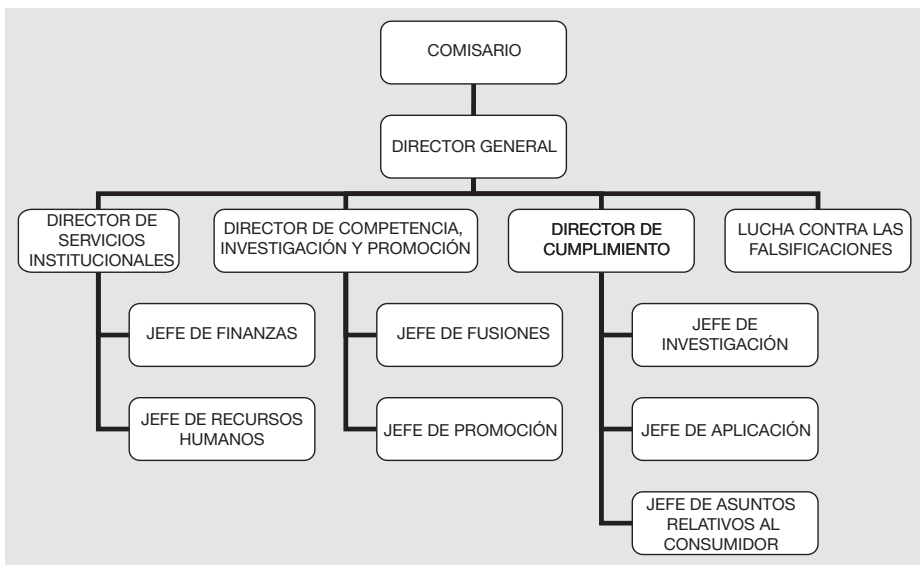 COMISARIO
DIRECTOR GENERAL
DIRECTOR DE
SERVICIOS
INSTITUCIONALES
DIRECTOR DE COMPETENCIA,
INVESTIGACIÓN Y PROMOCIÓN
DIRECTOR DE
CUMPLIMIENTO
LUCHA CONTRA LAS
FALSIFICACIONES
JEFE DE FINANZAS
JEFE DE FUSIONES
JEFE DE
INVESTIGACIÓN
JEFE DE RECURSOS
HUMANOS
JEFE DE PROMOCIÓN
JEFE DE APLICACIÓN
JEFE DE ASUNTOS
RELATIVOS AL
CONSUMIDOR